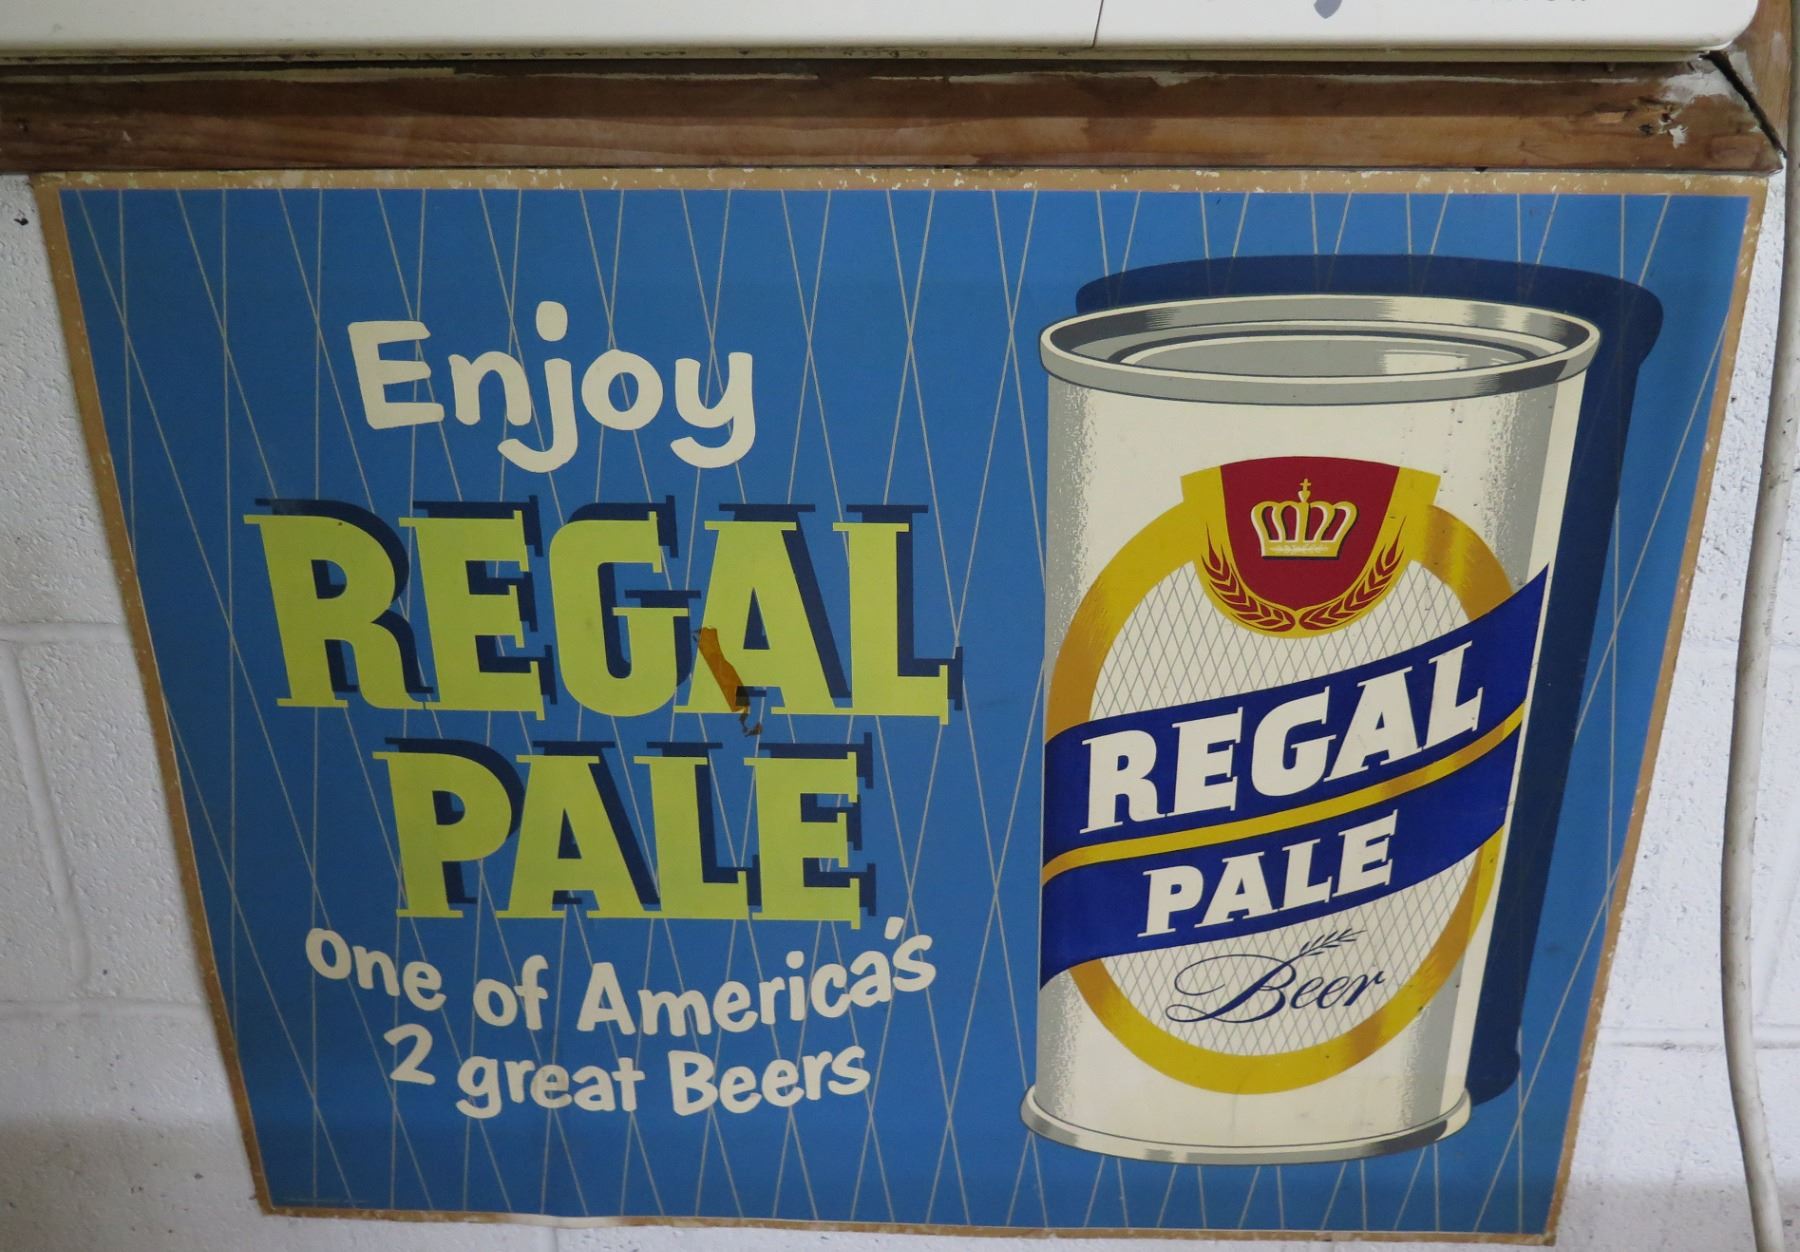 Enjoy
REGAL
PALE
one of America's
2 great Beers
REGAL
PALE
Beer